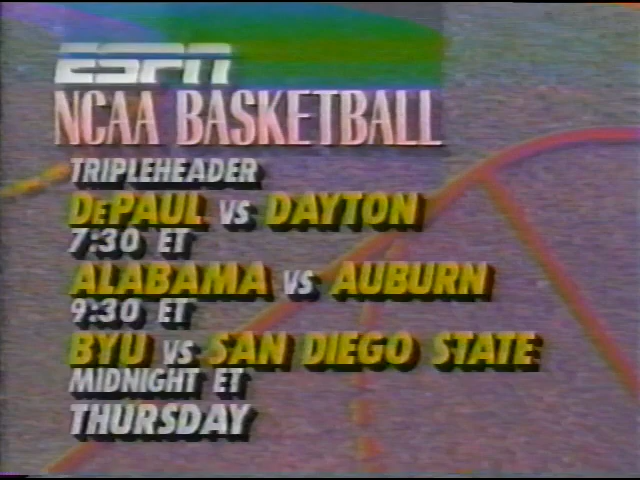 ESPN
NCAA BASKETBALL
TRIPLEHEADER
DePAUL VS DAYTON
7:30 ET
ALABAMA VS AUBURN
9:30 ET
BYU VS SAN DIEGO STATE
MIDNIGHT ET
THURSDAY